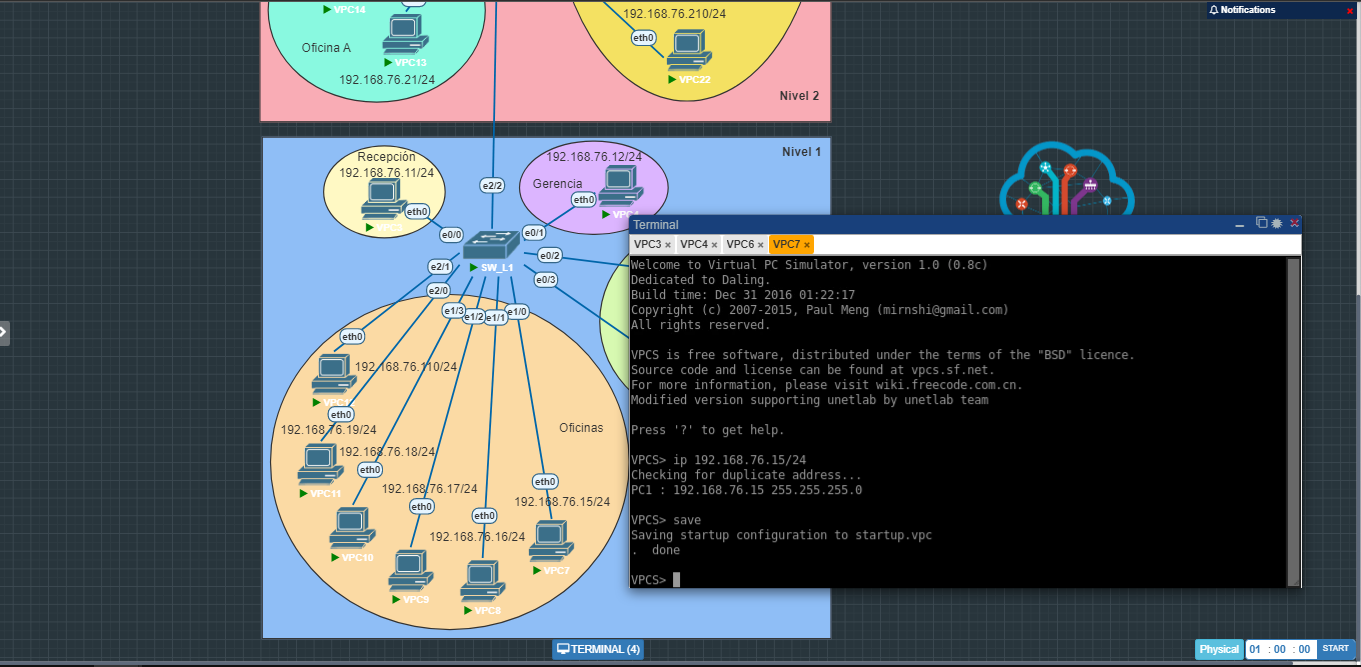 VPC14
Oficina A
VPC13
192.168.76.21/24
192.168.76.210/24
eth0
VPC22
Nivel 2
Notifications
Nivel 1
Recepción
192.168.76.11/24
eth0
e2/2
192.168.76.12/24
Gerencia
eth0
e0/0
e0/1
SW_L1
e0/2
e0/3
e2/1
e2/0
e1/3
e1/2
e1/1
e1/0
eth0
192.168.76.110/24
eth0
192.168.76.19/24
Oficinas
192.168.76.18/24
eth0
VPC11
192.168.76.17/24
eth0
eth0
192.168.76.15/24
eth0
192.168.76.16/24
VPC10
VPC7
VPC9
VPC8
Terminal
VPC3 × VPC4 × VPC6 × VPC7 ×
Welcome to Virtual PC Simulator, version 1.0 (0.8c)
Dedicated to Daling.
Build time: Dec 31 2016 01:22:17
Copyright (c) 2007-2015, Paul Meng (mirnshi@gmail.com)
All rights reserved.
VPCS is free software, distributed under the terms of the "BSD" licence.
Source code and license can be found at vpcs.sf.net.
For more information, please visit wiki.freecode.com.cn.
Modified version supporting unetlab by unetlab team
Press '?' to get help.
VPCS> ip 192.168.76.15/24
Checking for duplicate address...
PC1 : 192.168.76.15 255.255.255.0
VPCS> save
Saving startup configuration to startup.vpc
.  done
VPCS>
TERMINAL (4)
Physical
01 : 00 : 00
START